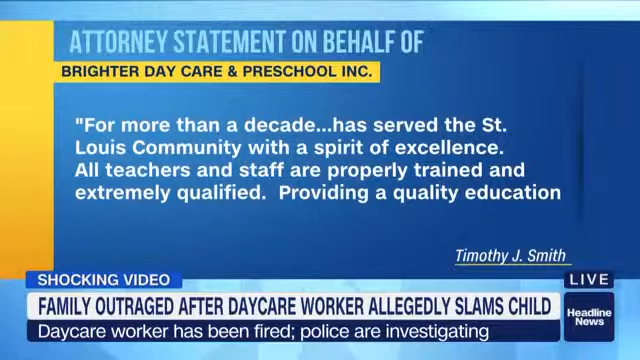 ATTORNEY STATEMENT ON BEHALF OF
BRIGHTER DAY CARE & PRESCHOOL INC.
"For more than a decade...has served the St.
Louis Community with a spirit of excellence.
All teachers and staff are properly trained and
extremely qualified.  Providing a quality education
Timothy J. Smith
SHOCKING VIDEO
LIVE
FAMILY OUTRAGED AFTER DAYCARE WORKER ALLEGEDLY SLAMS CHILD
Daycare worker has been fired; police are investigating
Headline
News